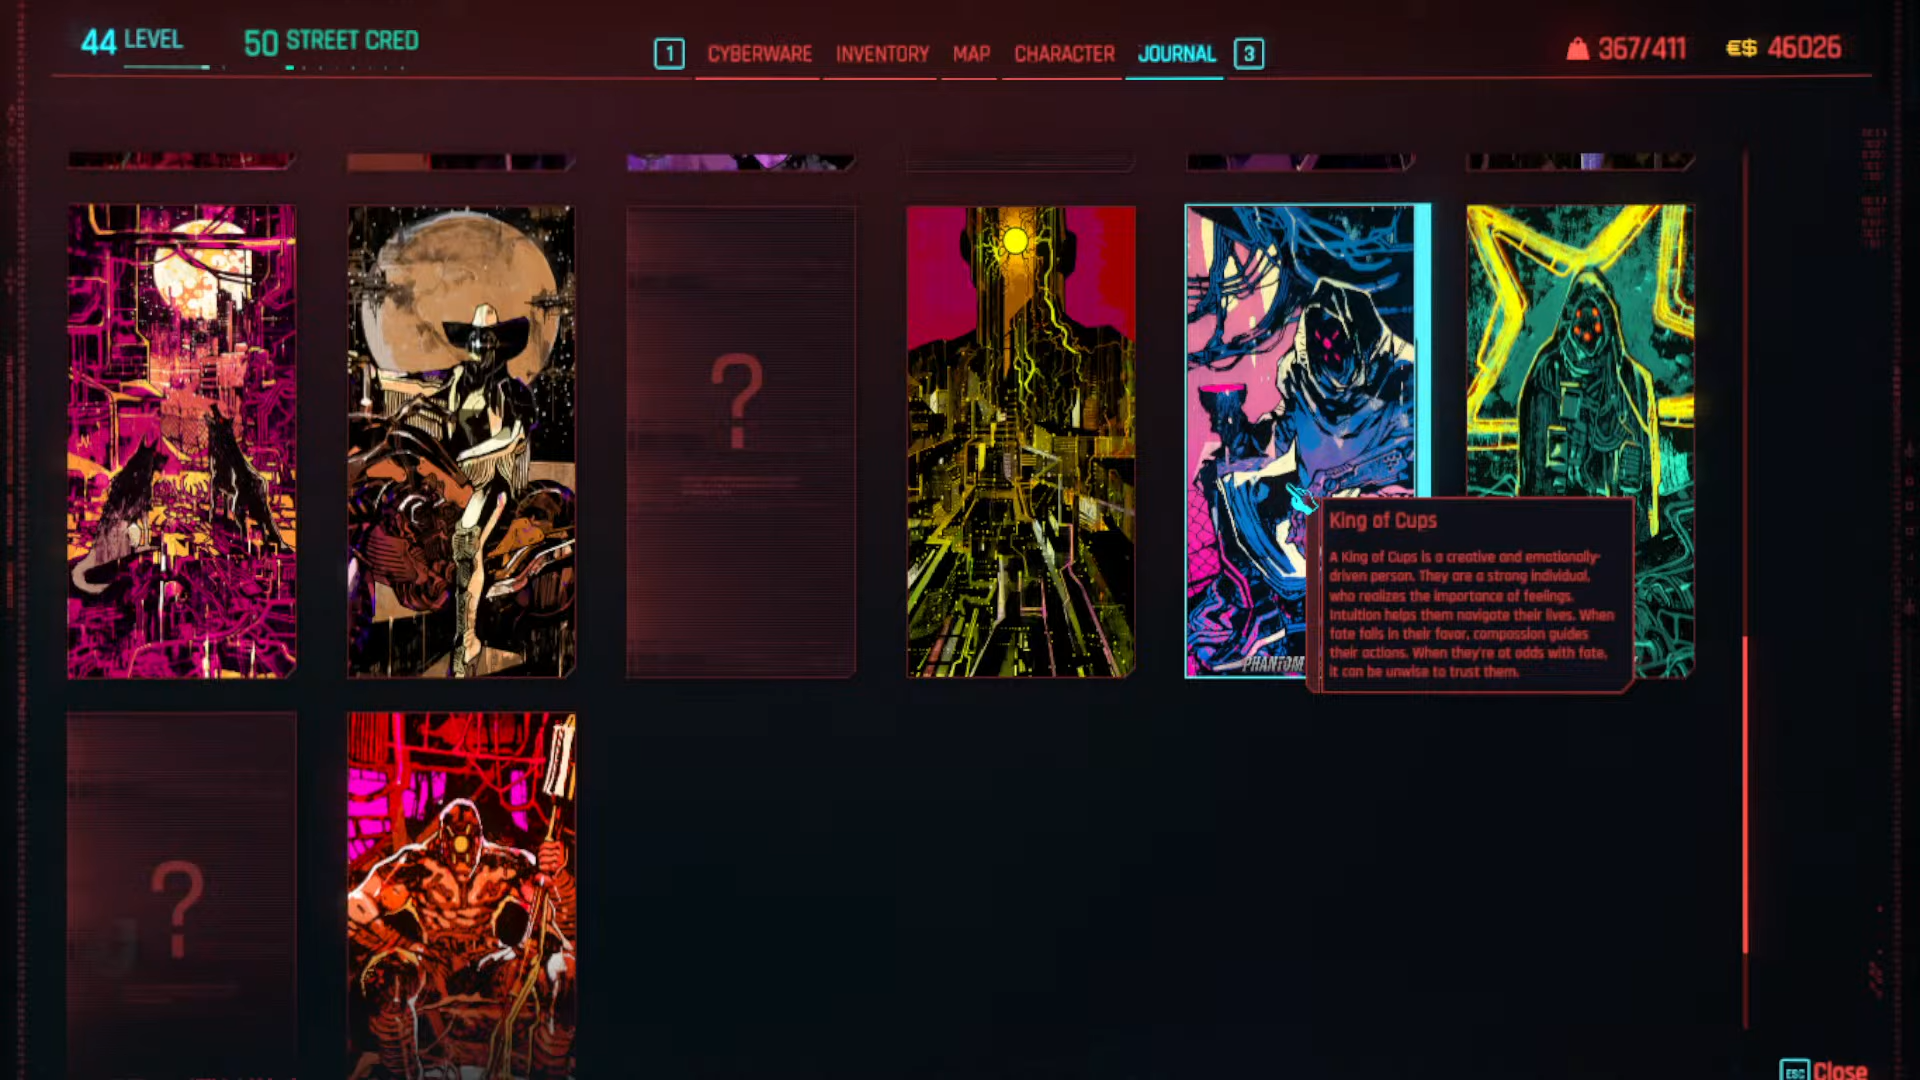 44 LEVEL
50 STREET CRED
1 CYBERWARE INVENTORY MAP CHARACTER JOURNAL 3
367/411
€$ 46026
?
PHANTOM
King of Cups
A King of Cups is a creative and emotionally-
driven person. They are a strong individual,
who realizes the importance of feelings.
Intuition helps them navigate their lives. When
fate falls in their favor, compassion guides
their actions. When they're at odds with fate,
it can be unwise to trust them.
?
ESC Close